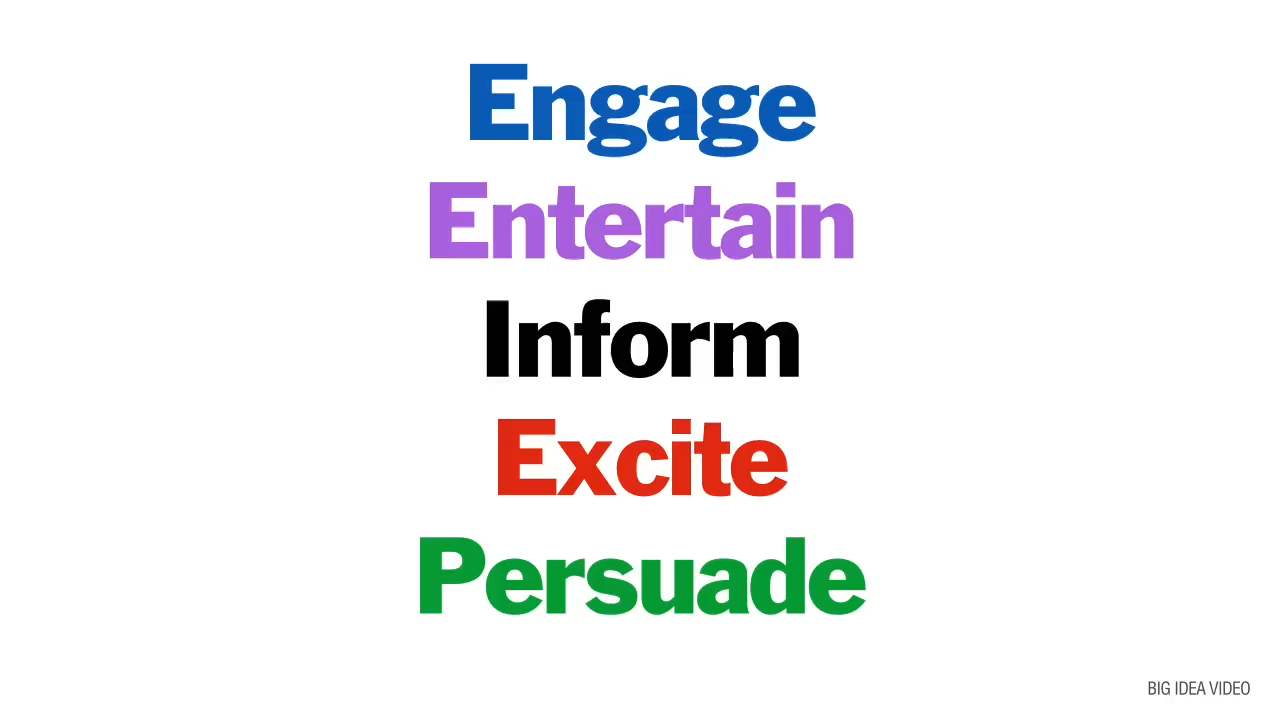 Engage
Entertain
Inform
Excite
Persuade
BIG IDEA VIDEO